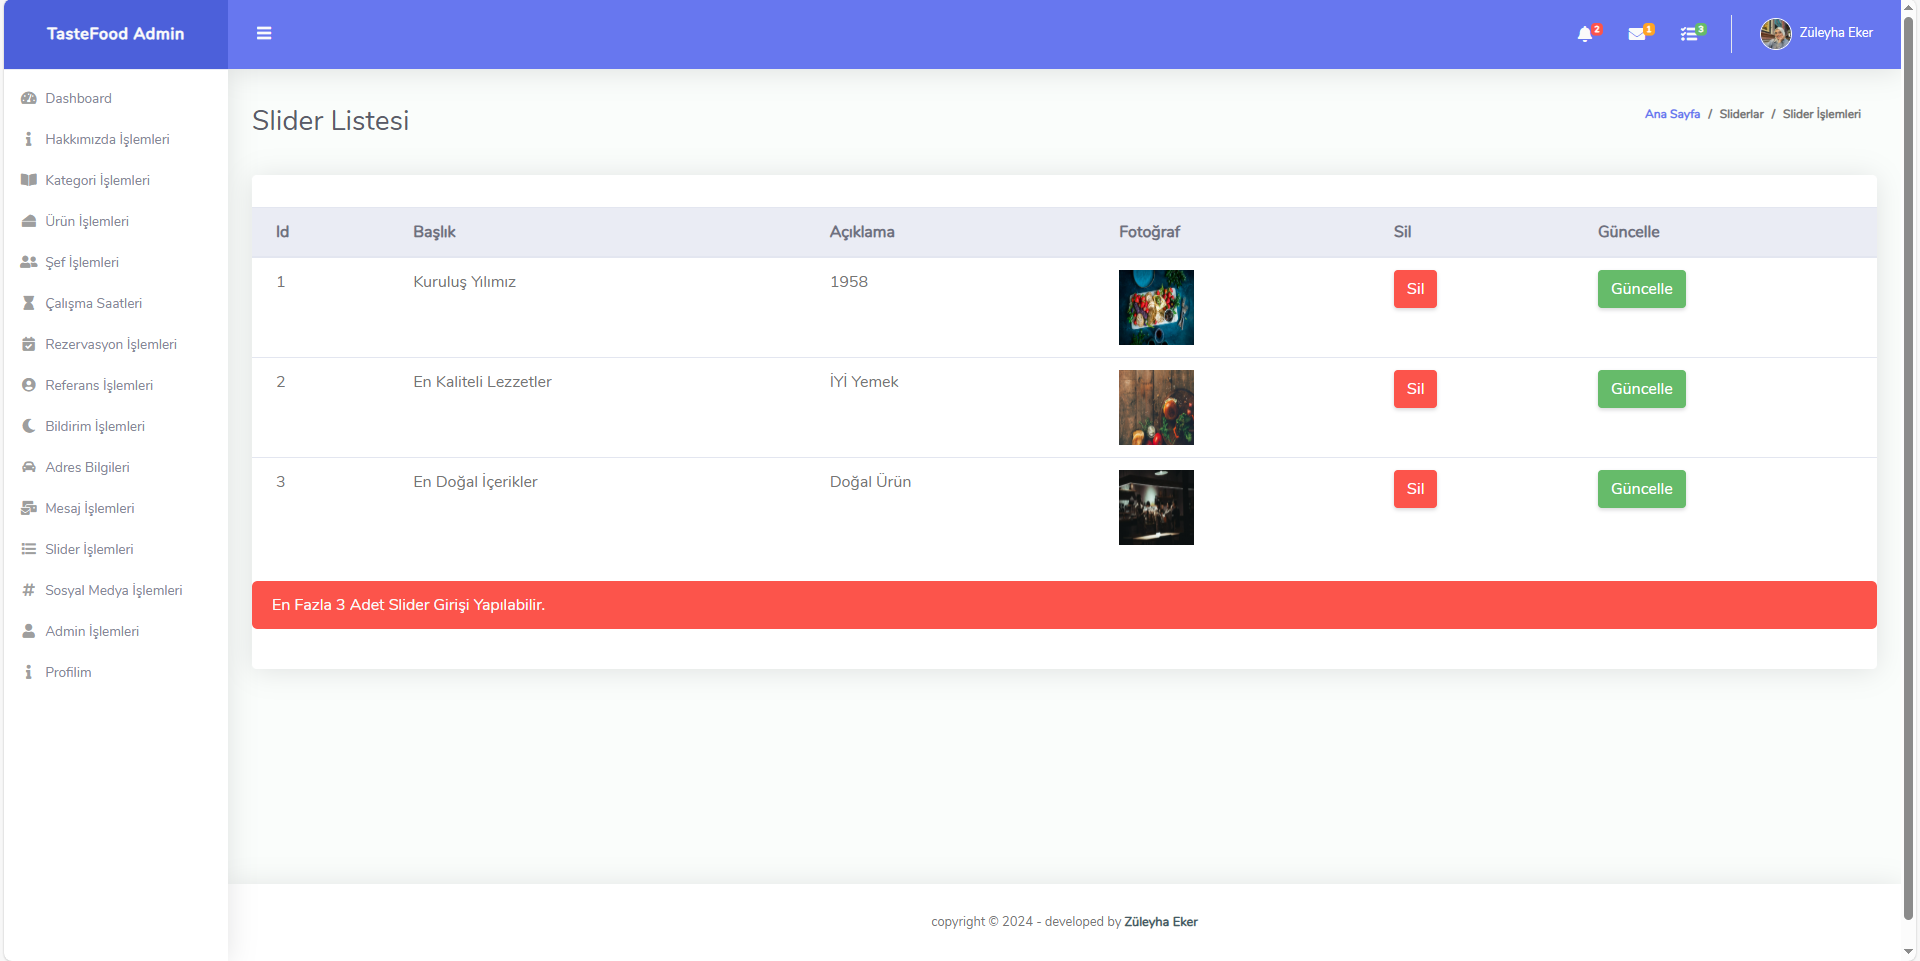 TasteFood Admin
2
1
3
Züleyha Eker
Dashboard
Hakkımızda İşlemleri
Kategori İşlemleri
Ürün İşlemleri
Şef İşlemleri
Çalışma Saatleri
Rezervasyon İşlemleri
Referans İşlemleri
Bildirim İşlemleri
Adres Bilgileri
Mesaj İşlemleri
Slider İşlemleri
Sosyal Medya İşlemleri
Admin İşlemleri
Profilim
Slider Listesi
Ana Sayfa / Sliderlar / Slider İşlemleri
Id Başlık Açıklama Fotoğraf Sil Güncelle
1 Kuruluş Yılımız 1958 Sil Güncelle
2 En Kaliteli Lezzetler İYİ Yemek Sil Güncelle
3 En Doğal İçerikler Doğal Ürün Sil Güncelle
En Fazla 3 Adet Slider Girişi Yapılabilir.
copyright © 2024 - developed by Züleyha Eker